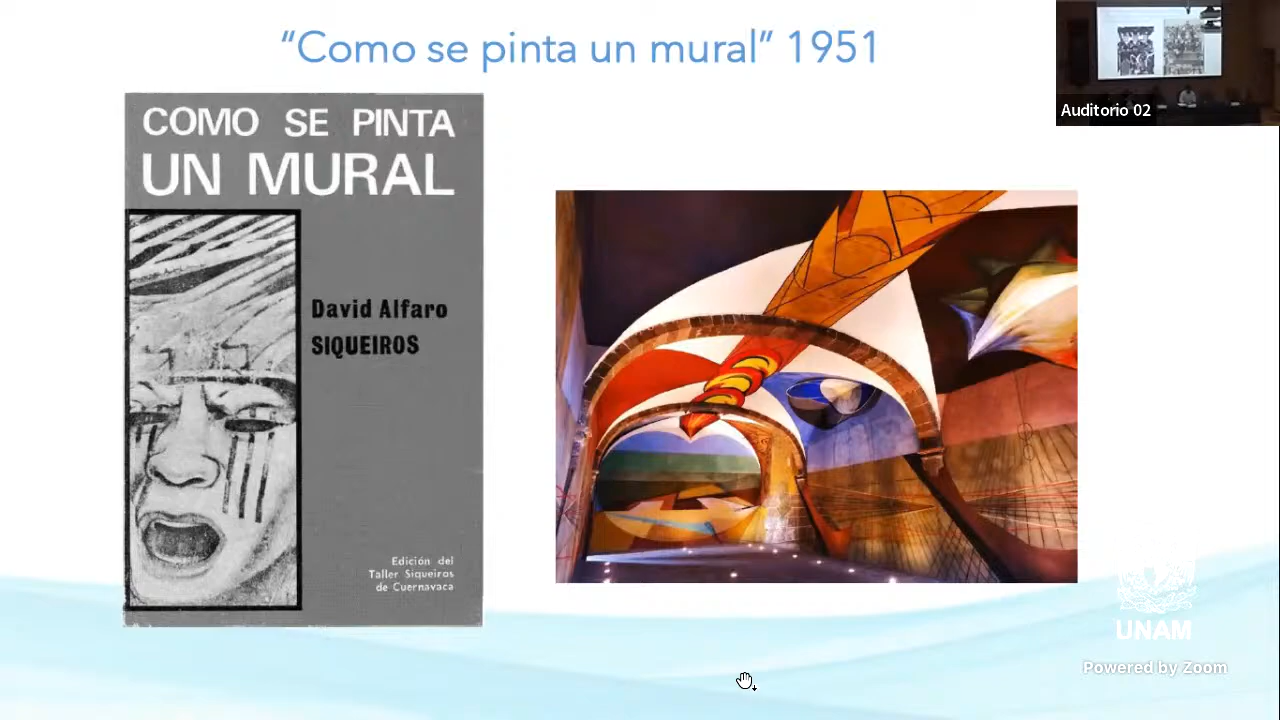 “Como se pinta un mural” 1951
Auditorio 02
COMO SE PINTA
UN MURAL
David Alfaro
SIQUEIROS
Edición del
Taller Siqueiros
de Cuernavaca
UNAM
Powered by Zoom